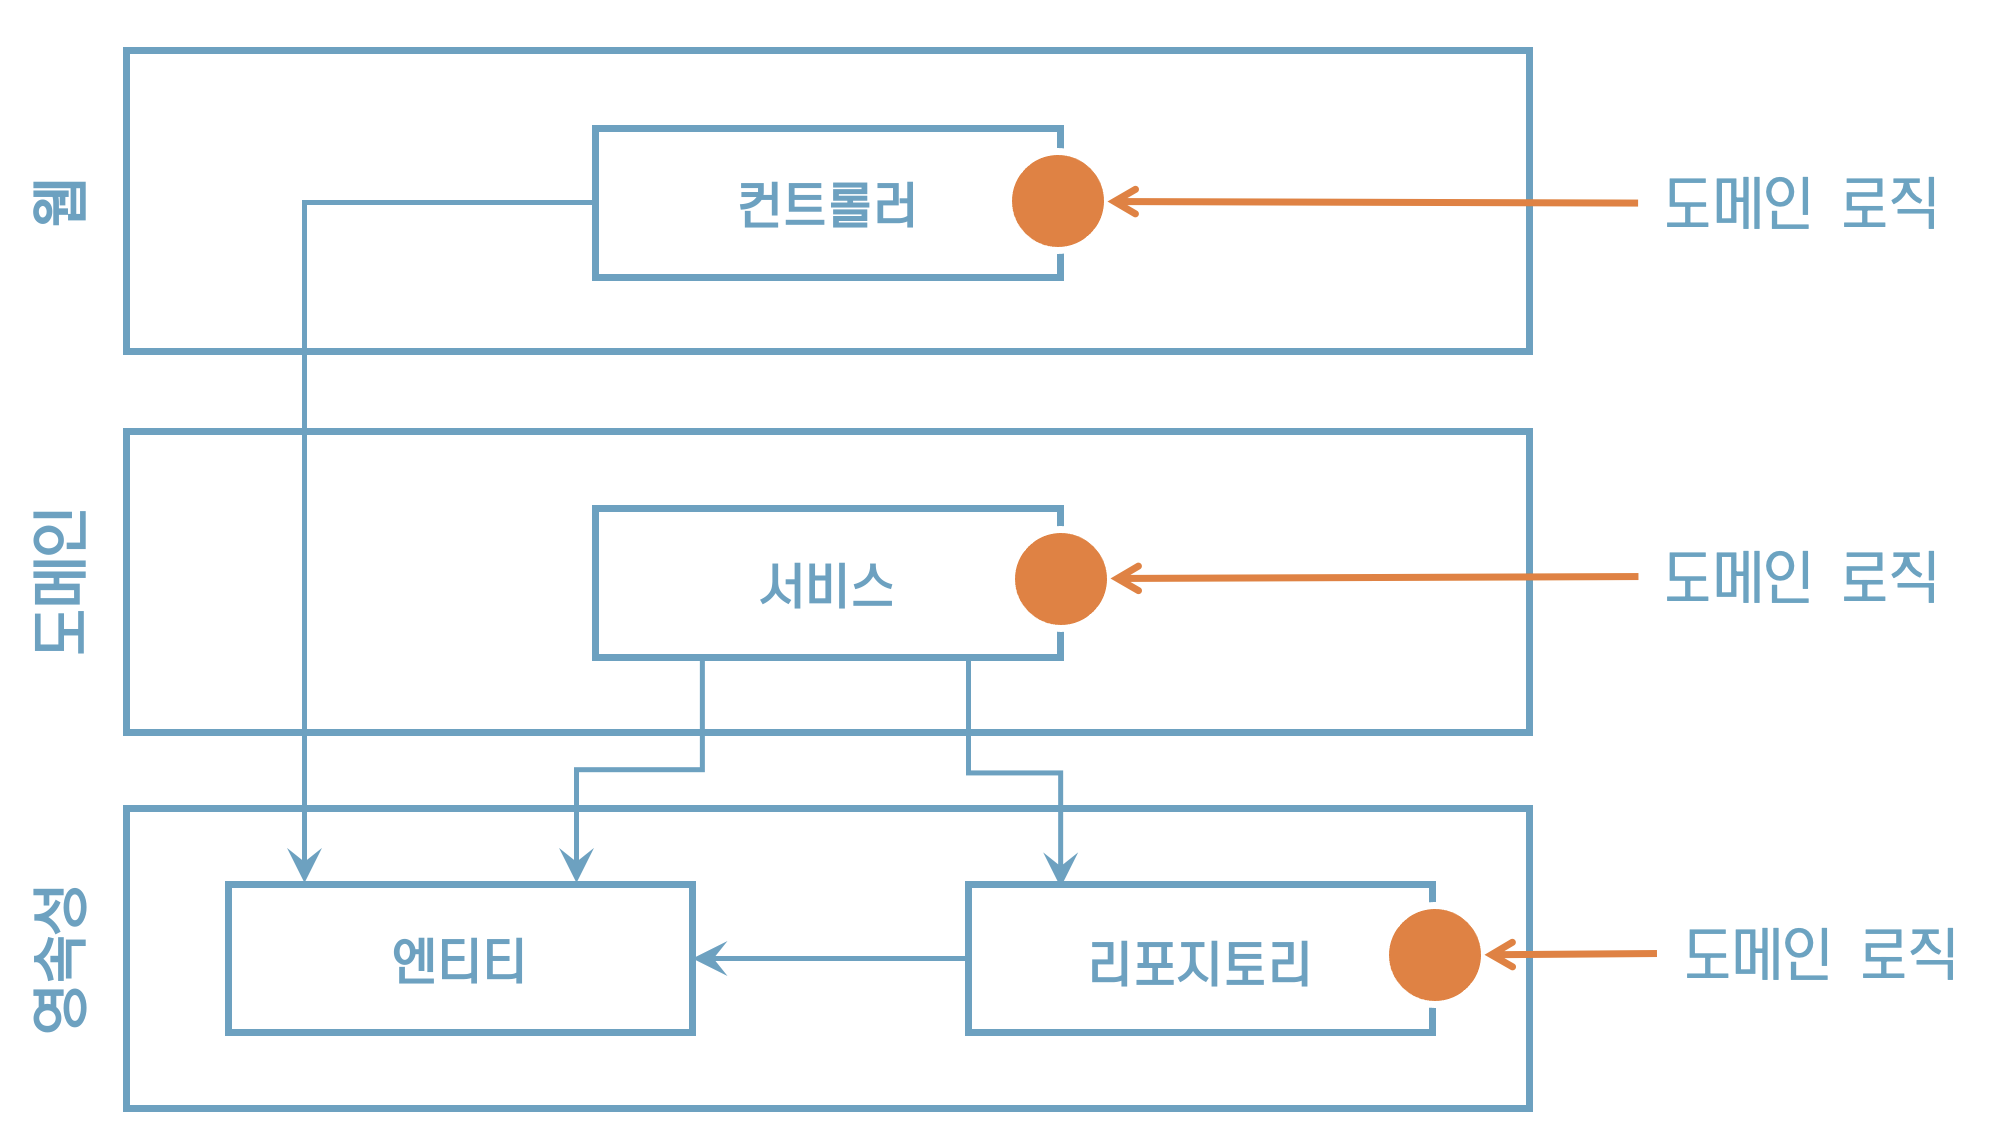 웹
컨트롤러
도메인 로직
도메인
서비스
도메인 로직
영속성
엔티티
리포지토리
도메인 로직